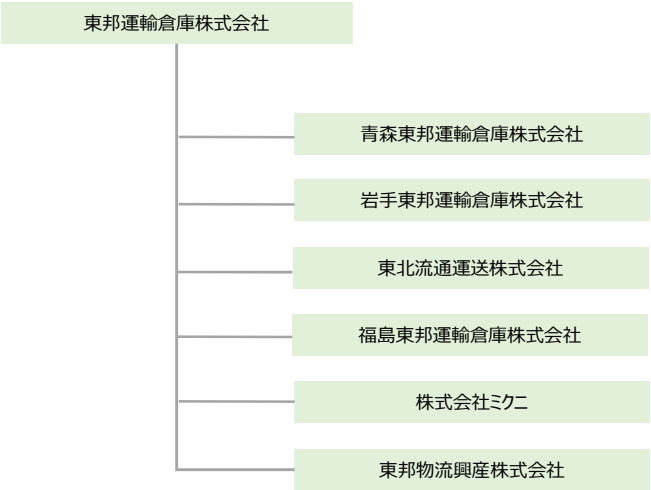 東邦運輸倉庫株式会社
青森東邦運輸倉庫株式会社
岩手東邦運輸倉庫株式会社
東北流通運送株式会社
福島東邦運輸倉庫株式会社
株式会社ミクニ
東邦物流興産株式会社